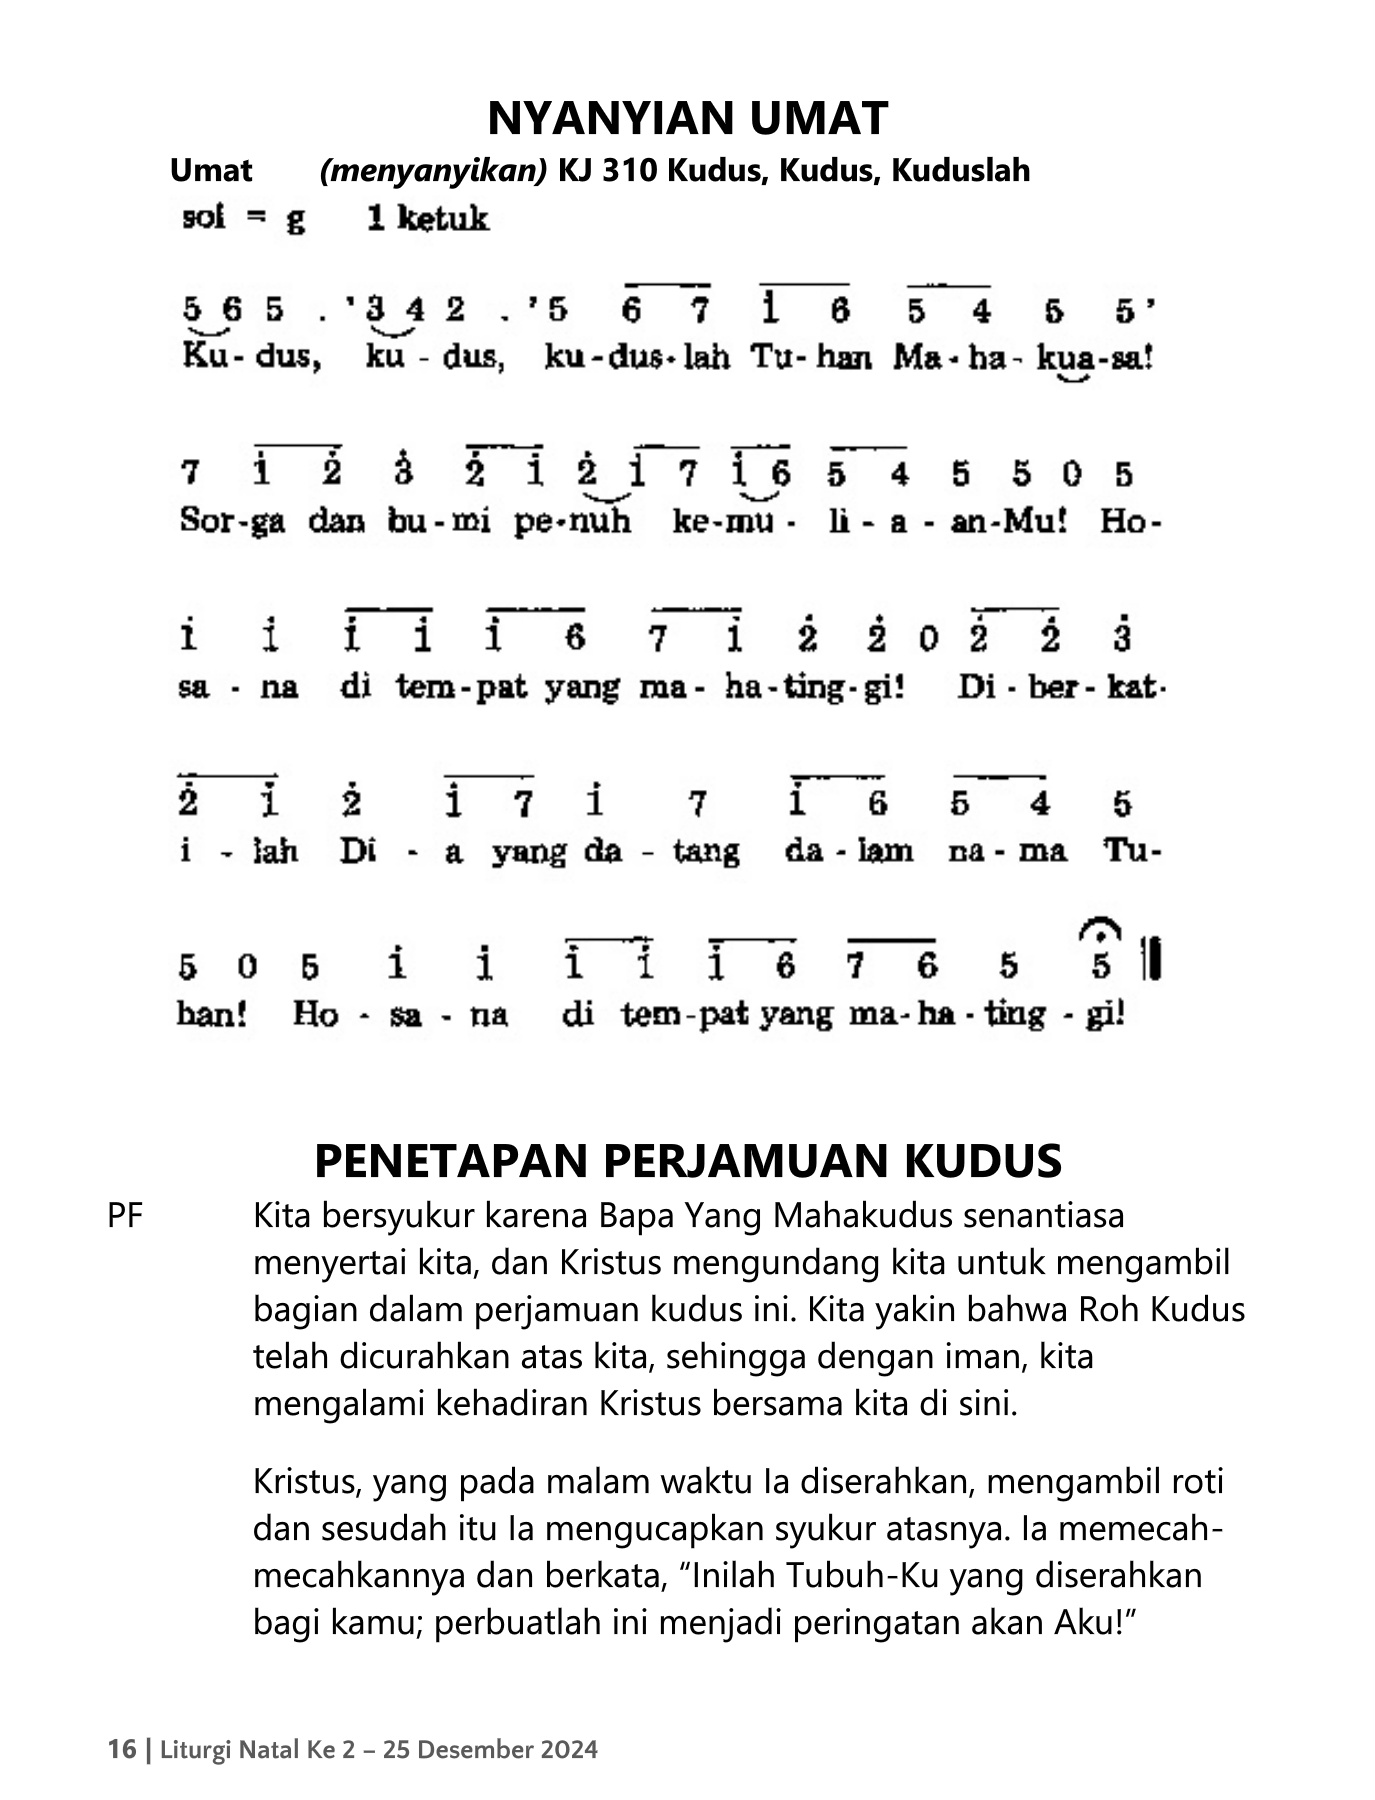 NYANYIAN UMAT
Umat (menyanyikan) KJ 310 Kudus, Kudus, Kuduslah
sol = g 1 ketuk
5 6 5 . ' 3 4 2 . ' 5 6 7 i 6 5 4 5 5 '
Ku- dus, ku - dus, ku-dus-lah Tu- han Ma - ha - kua-sa!
7 i 2̇ 3̇ 2̇ i 2̇ i 7 i 6 5 4 5 5 0 5
Sor-ga dan bu-mi pe-nuh ke-mu - li - a - an-Mu! Ho-
i i i i i 6 7 i 2̇ 2̇ 0 2̇ 2̇ 3̇
sa - na di tem-pat yang ma - ha-ting-gi! Di - ber - kat-
2̇ i 2̇ i 7 i 7 i 6 5 4 5
i - lah Di - a yang da - tang da - lam na - ma Tu-
5 0 5 i i i i i 6 7 6 5 5
han! Ho - sa - na di tem-pat yang ma-ha - ting - gi!
PENETAPAN PERJAMUAN KUDUS
PF Kita bersyukur karena Bapa Yang Mahakudus senantiasa
menyertai kita, dan Kristus mengundang kita untuk mengambil
bagian dalam perjamuan kudus ini. Kita yakin bahwa Roh Kudus
telah dicurahkan atas kita, sehingga dengan iman, kita
mengalami kehadiran Kristus bersama kita di sini.
Kristus, yang pada malam waktu Ia diserahkan, mengambil roti
dan sesudah itu Ia mengucapkan syukur atasnya. Ia memecah-
mecahkannya dan berkata, “Inilah Tubuh-Ku yang diserahkan
bagi kamu; perbuatlah ini menjadi peringatan akan Aku!”
16 | Liturgi Natal Ke 2 – 25 Desember 2024